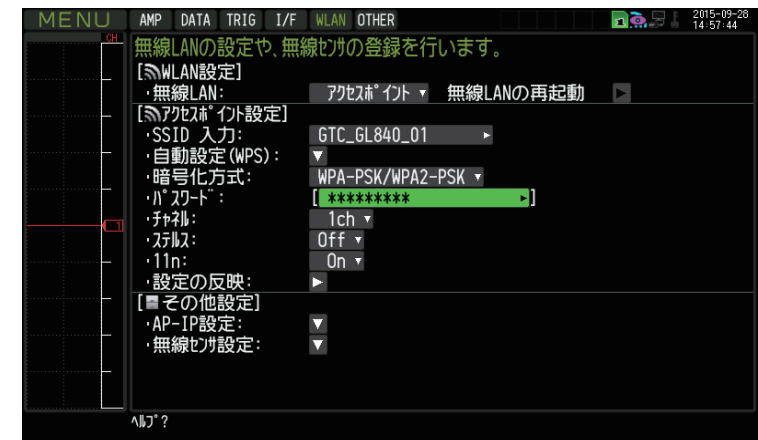 MENU AMP DATA TRIG I/F WLAN OTHER 2015-09-28
14:57:44
CH
無線LANの設定や、無線ｾﾝｻの登録を行います。
[WLAN設定]
・無線LAN: ｱｸｾｽﾎﾟｲﾝﾄ ▼ 無線LANの再起動 ▶
[ｱｸｾｽﾎﾟｲﾝﾄ設定]
・SSID 入力: GTC_GL840_01 ▶
・自動設定(WPS): ▼
・暗号化方式: WPA-PSK/WPA2-PSK ▼
・ﾊﾟｽﾜｰﾄﾞ: [ ********* ▶]
・ﾁｬﾈﾙ: 1ch ▼
1
・ｽﾃﾙｽ: Off ▼
・11n: On ▼
・設定の反映: ▶
[その他設定]
・AP-IP設定: ▼
・無線ｾﾝｻ設定: ▼
ﾍﾙﾌﾟ?